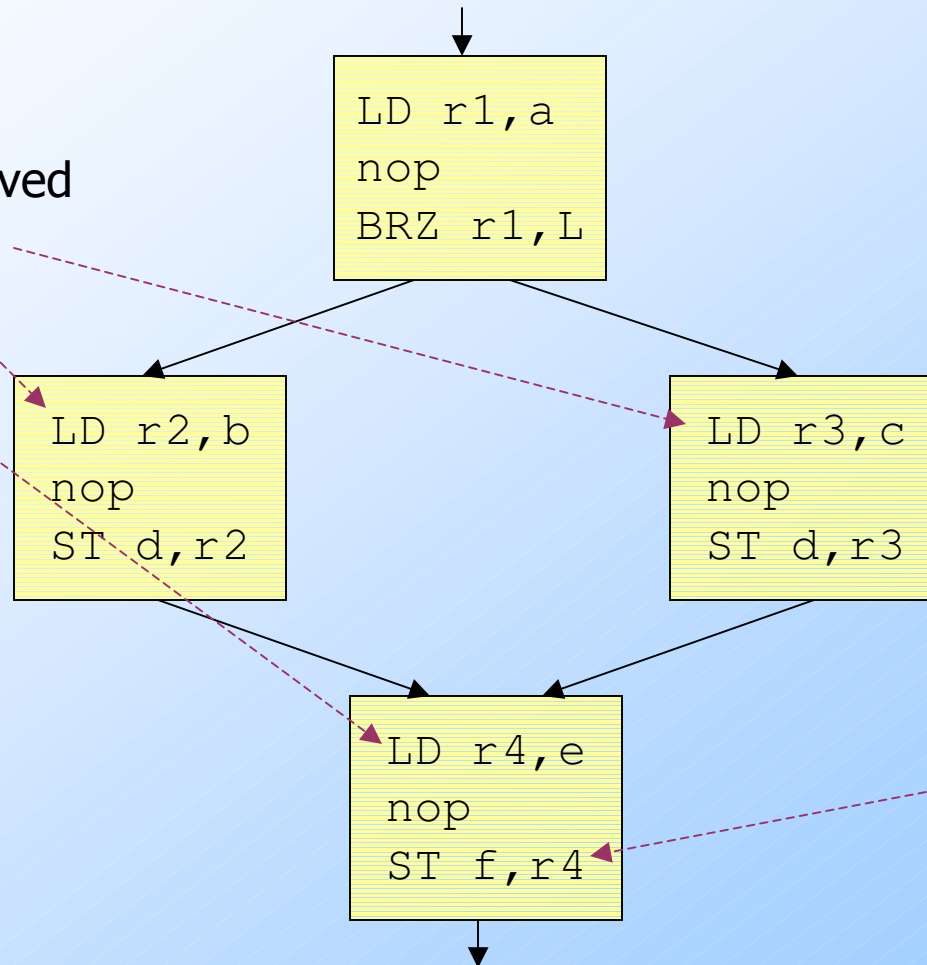 LD r1,a
nop
BRZ r1,L
ved
LD r2,b
nop
ST d,r2
LD r3,c
nop
ST d,r3
LD r4,e
nop
ST f,r4